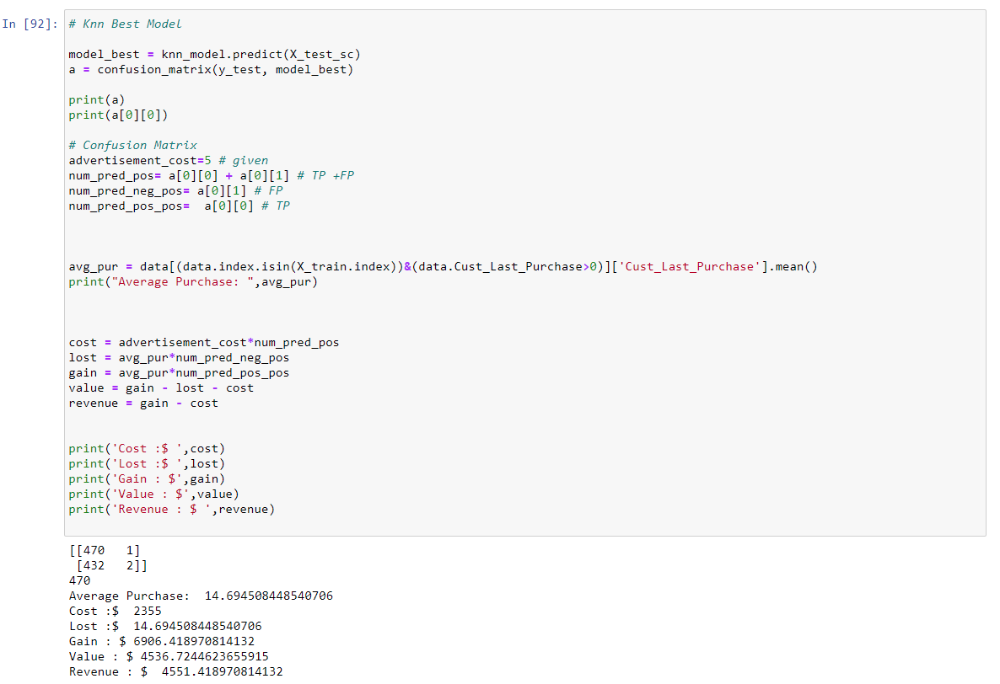 In [92]: # Knn Best Model
model_best = knn_model.predict(X_test_sc)
a = confusion_matrix(y_test, model_best)
print(a)
print(a[0][0])
# Confusion Matrix
advertisement_cost=5 # given
num_pred_pos= a[0][0] + a[0][1] # TP +FP
num_pred_neg_pos= a[0][1] # FP
num_pred_pos_pos=  a[0][0] # TP
avg_pur = data[(data.index.isin(X_train.index))&(data.Cust_Last_Purchase>0)]['Cust_Last_Purchase'].mean()
print("Average Purchase: ",avg_pur)
cost = advertisement_cost*num_pred_pos
lost = avg_pur*num_pred_neg_pos
gain = avg_pur*num_pred_pos_pos
value = gain - lost - cost
revenue = gain - cost
print('Cost :$ ',cost)
print('Lost :$ ',lost)
print('Gain : $',gain)
print('Value : $',value)
print('Revenue : $ ',revenue)
[[470   1]
 [432   2]]
470
Average Purchase:  14.694508448540706
Cost :$  2355
Lost :$  14.694508448540706
Gain : $ 6906.418970814132
Value : $ 4536.7244623655915
Revenue : $  4551.418970814132